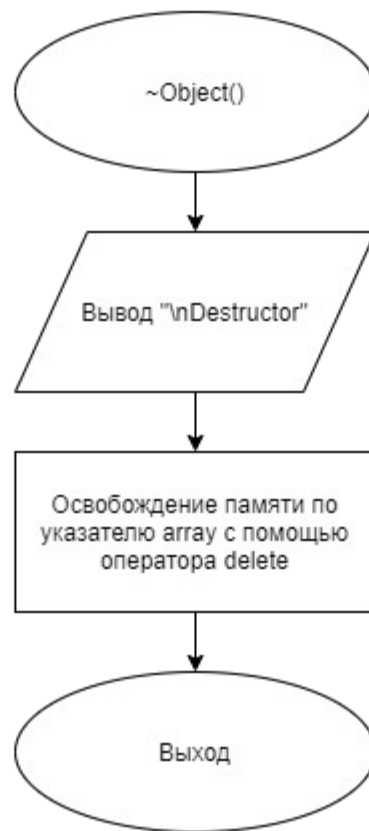 ~Object()
Вывод "\nDestructor"
Освобождение памяти по
указателю array с помощью
оператора delete
Выход